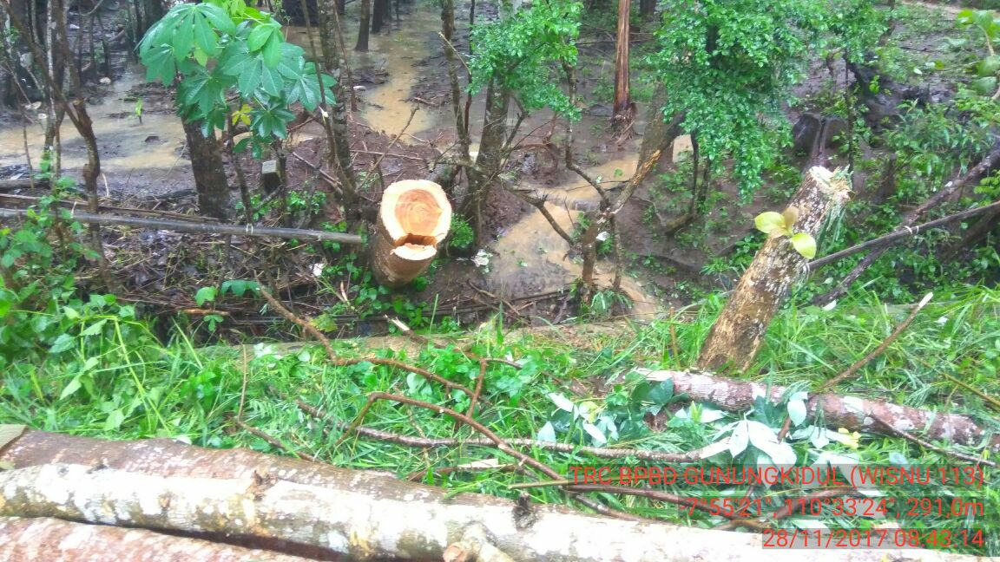 TRC BPBD GUNUNGKIDUL (WISNU 113)
-7°55'21", 110°33'24", 291,0m
28/11/2017 08:43:14